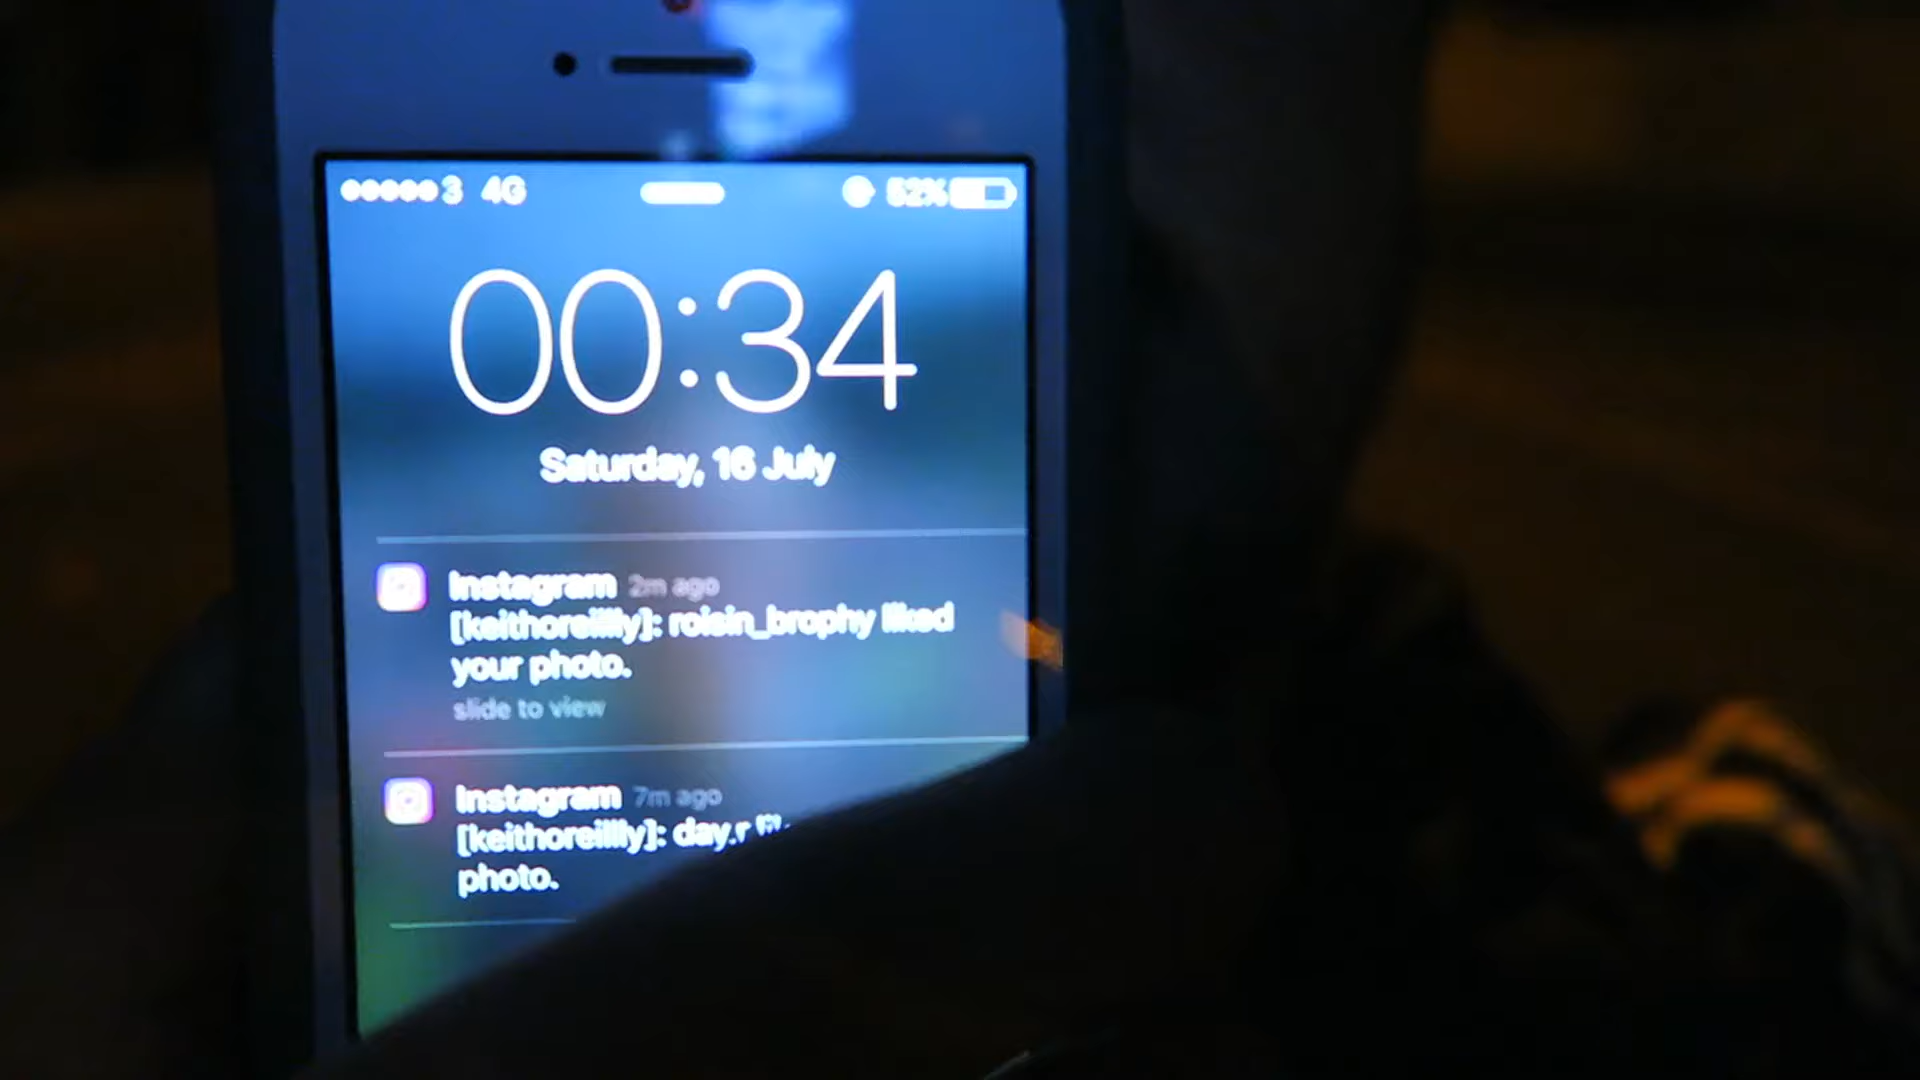 3 4G 52%
00:34
Saturday, 16 July
Instagram 2m ago
[keithoreillly]: roisin_brophy liked
your photo.
slide to view
Instagram 7m ago
[keithoreillly]: day.r
photo.